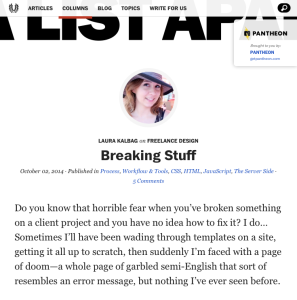 ARTICLES COLUMNS BLOG TOPICS WRITE FOR US
A LIST APA
PANTHEON
Brought to you by:
PANTHEON
getpantheon.com
LAURA KALBAG on FREELANCE DESIGN
Breaking Stuff
October 02, 2014 · Published in Process, Workflow & Tools, CSS, HTML, JavaScript, The Server Side ·
5 Comments
Do you know that horrible fear when you’ve broken something
on a client project and you have no idea how to fix it? I do…
Sometimes I’ll have been wading through templates on a site,
getting it all up to scratch, then suddenly I’m faced with a page
of doom—a whole page of garbled semi-English that sort of
resembles an error message, but nothing I’ve ever seen before.